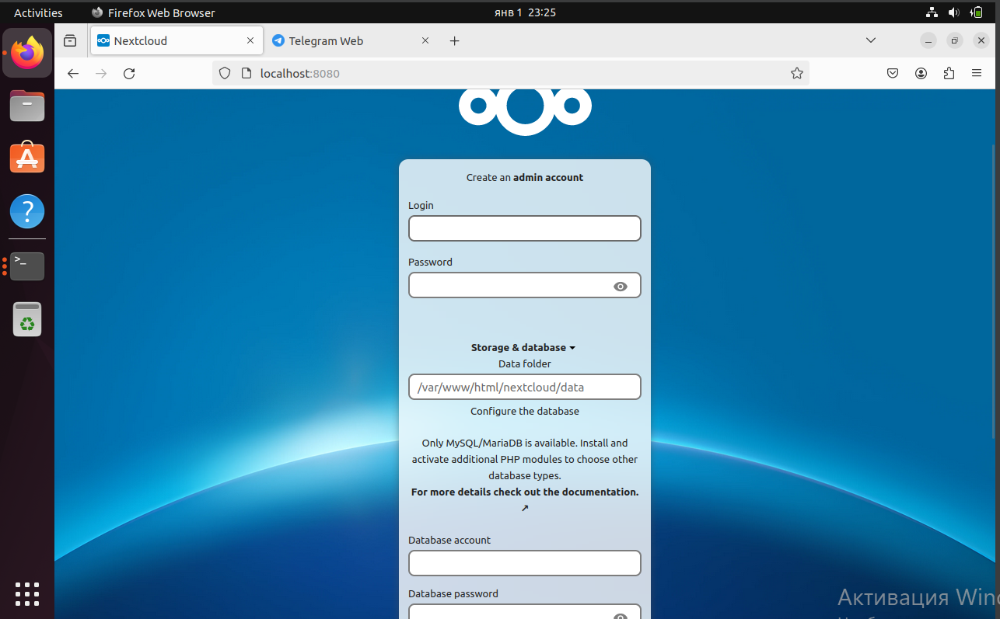 Activities Firefox Web Browser янв 1 23:25
Nextcloud Telegram Web
localhost:8080
Create an admin account
Login
Password
Storage & database
Data folder
/var/www/html/nextcloud/data
Configure the database
Only MySQL/MariaDB is available. Install and
activate additional PHP modules to choose other
database types.
For more details check out the documentation.
↗
Database account
Database password
Активация Win